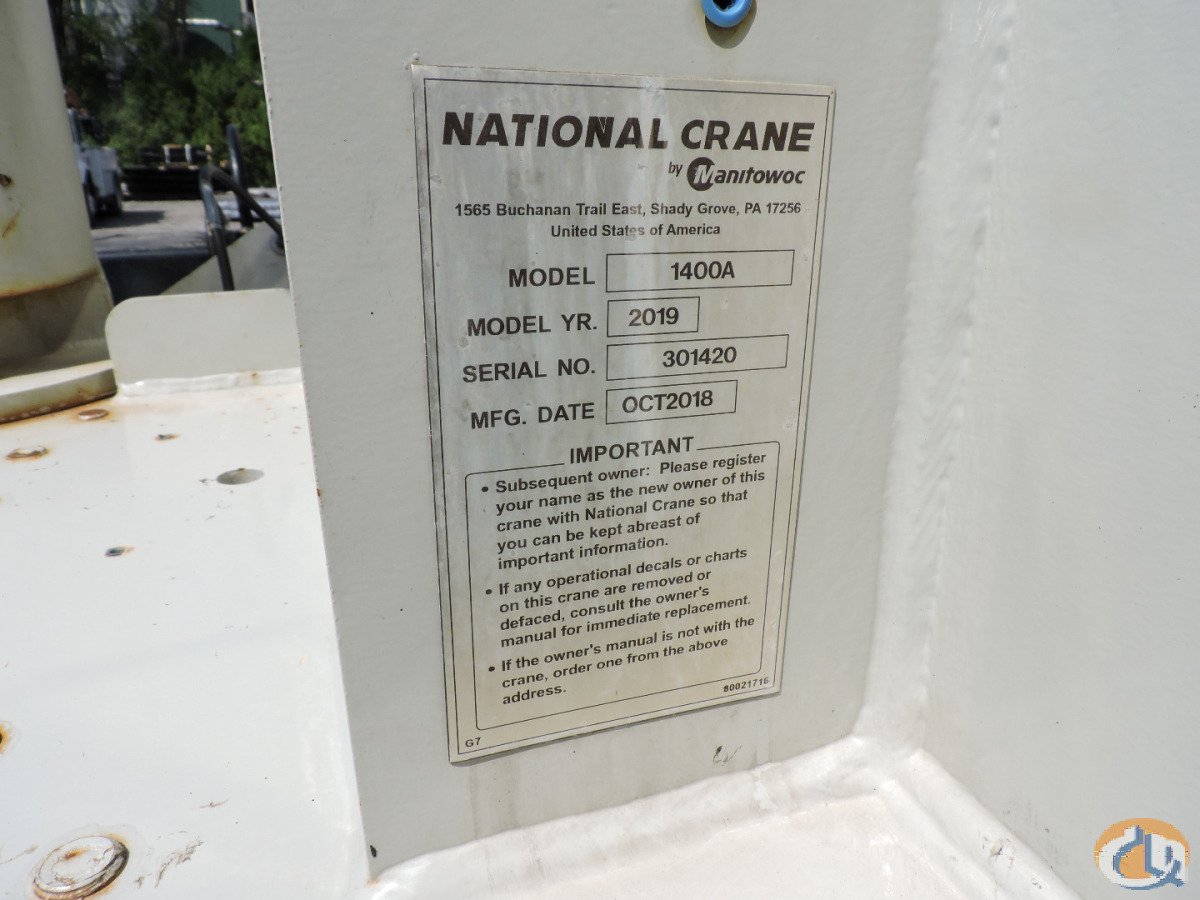 NATIONAL CRANE
by Manitowoc
1565 Buchanan Trail East, Shady Grove, PA 17256
United States of America
MODEL 1400A
MODEL YR. 2019
SERIAL NO. 301420
MFG. DATE OCT2018
IMPORTANT
• Subsequent owner: Please register
your name as the new owner of this
crane with National Crane so that
you can be kept abreast of
important information.
• If any operational decals or charts
on this crane are removed or
defaced, consult the owner's
manual for immediate replacement.
• If the owner's manual is not with the
crane, order one from the above
address.
80021716
G7